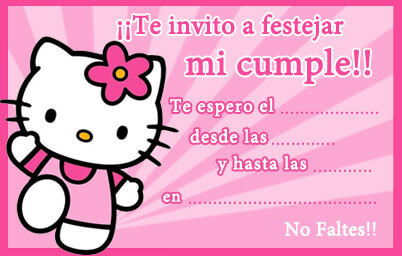 ¡¡Te invito a festejar
mi cumple!!
Te espero el ...................
desde las .............
y hasta las ............
en ..........................................
No Faltes!!